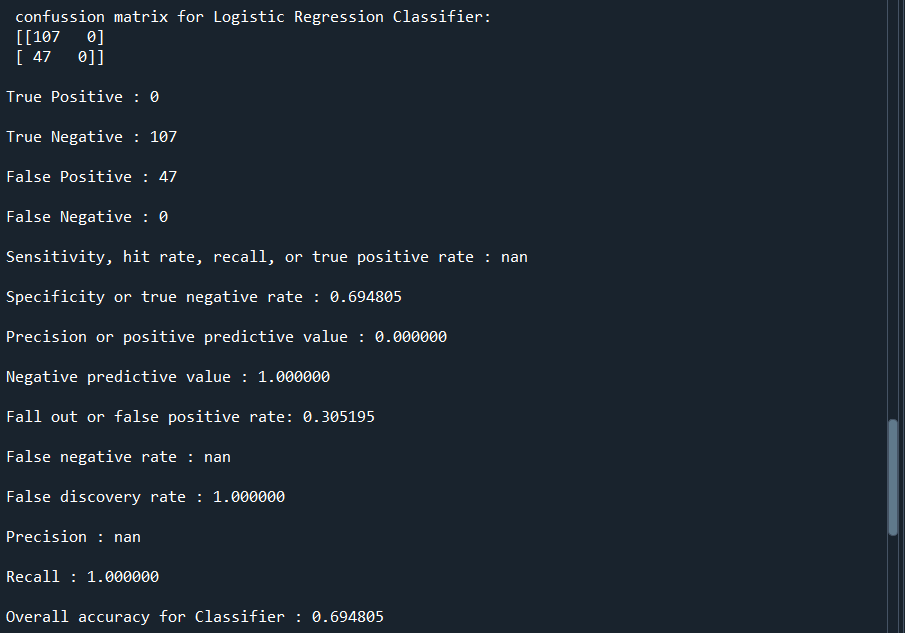 confussion matrix for Logistic Regression Classifier:
[[107   0]
[ 47   0]]
True Positive : 0
True Negative : 107
False Positive : 47
False Negative : 0
Sensitivity, hit rate, recall, or true positive rate : nan
Specificity or true negative rate : 0.694805
Precision or positive predictive value : 0.000000
Negative predictive value : 1.000000
Fall out or false positive rate: 0.305195
False negative rate : nan
False discovery rate : 1.000000
Precision : nan
Recall : 1.000000
Overall accuracy for Classifier : 0.694805